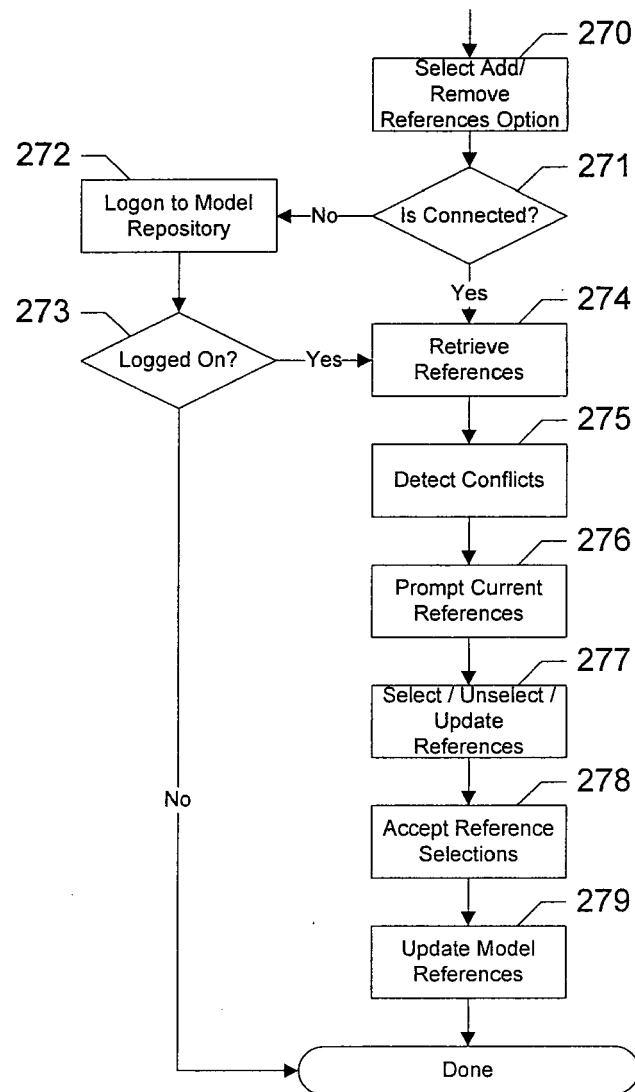 270
Select Add/
Remove
References Option
271
Is Connected?
No
272
Logon to Model
Repository
Yes
273
Logged On?
Yes
274
Retrieve
References
275
Detect Conflicts
276
Prompt Current
References
277
Select / Unselect /
Update
References
278
Accept Reference
Selections
No
279
Update Model
References
Done